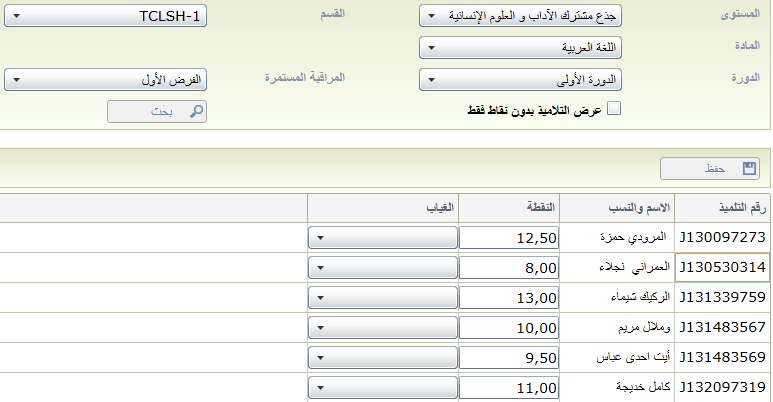 المستوى جذع مشترك الآداب و العلوم الإنسانية القسم TCLSH-1
المادة اللغة العربية
الدورة الدورة الأولى المراقبة المستمرة الفرض الأول
عرض التلاميذ بدون نقاط فقط بحث
حفظ
رقم التلميذ الاسم والنسب النقطة الغياب
J130097273 المرودي حمزة 12,50
J130530314 العمراني نجلاء 8,00
J131339759 الركيك شيماء 13,00
J131483567 وملال مريم 10,00
J131483569 أيت احدى عباس 9,50
J132097319 كامل خديجة 11,00